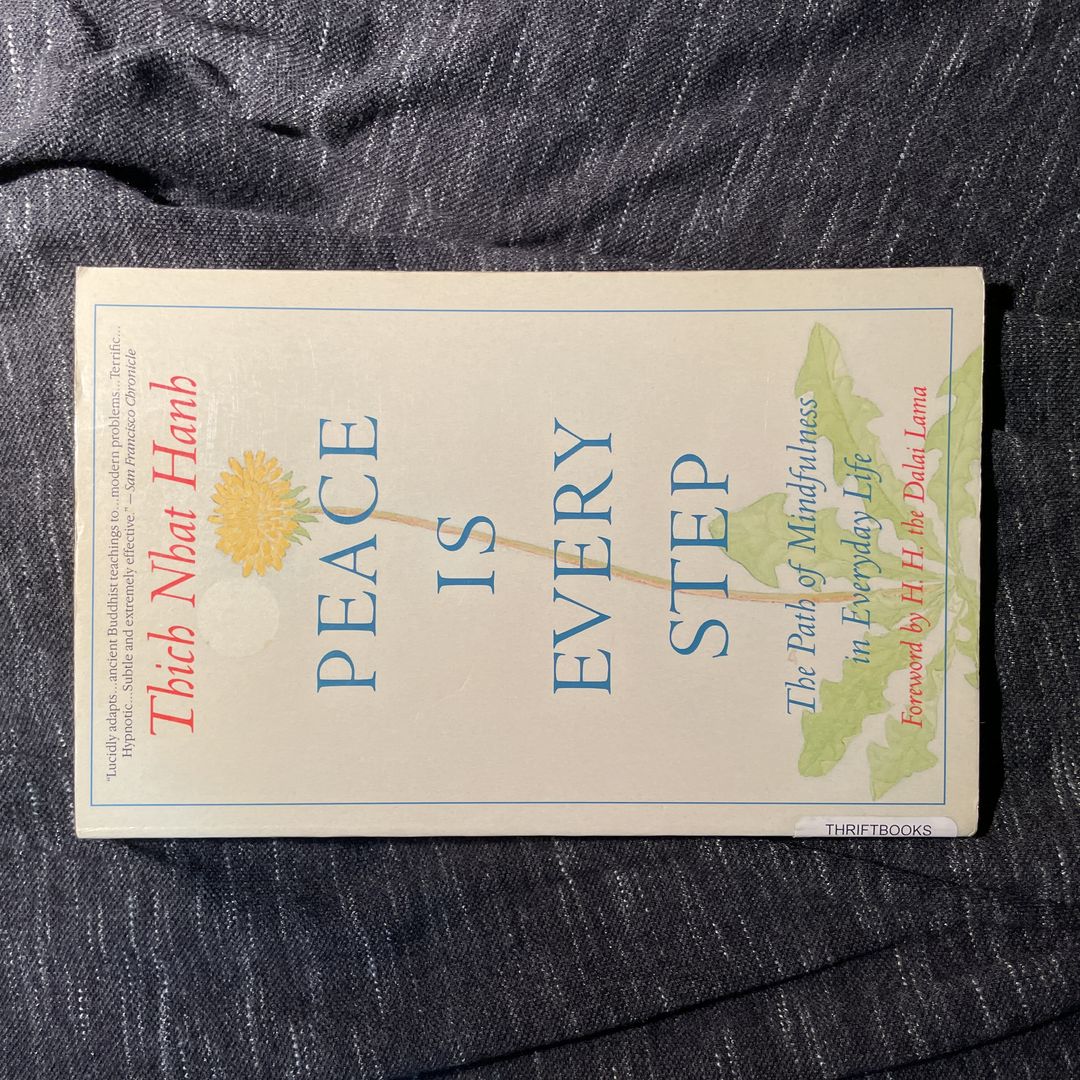 "Lucidly adapts...ancient Buddhist teachings to...modern problems...Terrific...
Hypnotic...Subtle and extremely effective." – San Francisco Chronicle
Thich Nhat Hanh
PEACE
IS
EVERY
STEP
The Path of Mindfulness
in Everyday Life
Foreword by H. H. the Dalai Lama
THRIFTBOOKS